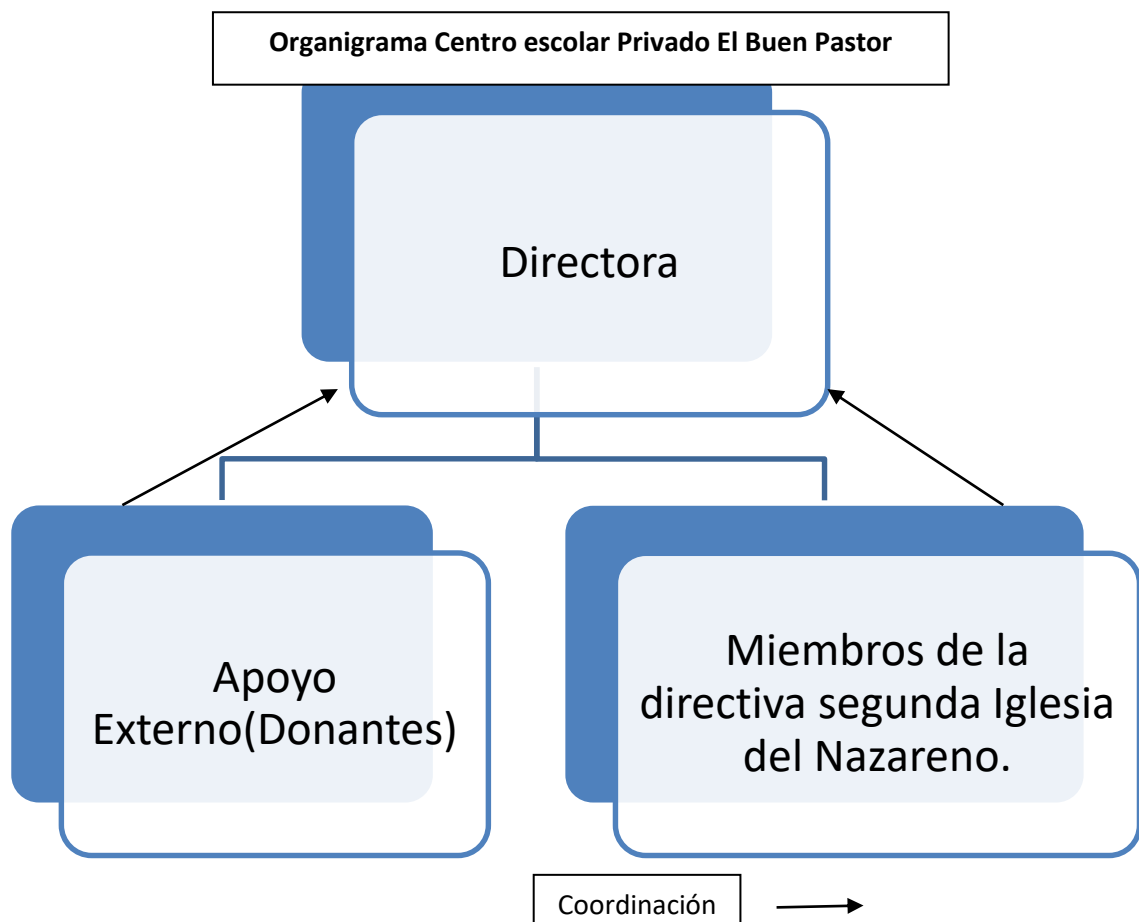 Organigrama Centro escolar Privado El Buen Pastor
Directora
Apoyo
Externo(Donantes)
Miembros de la
directiva segunda Iglesia
del Nazareno.
Coordinación